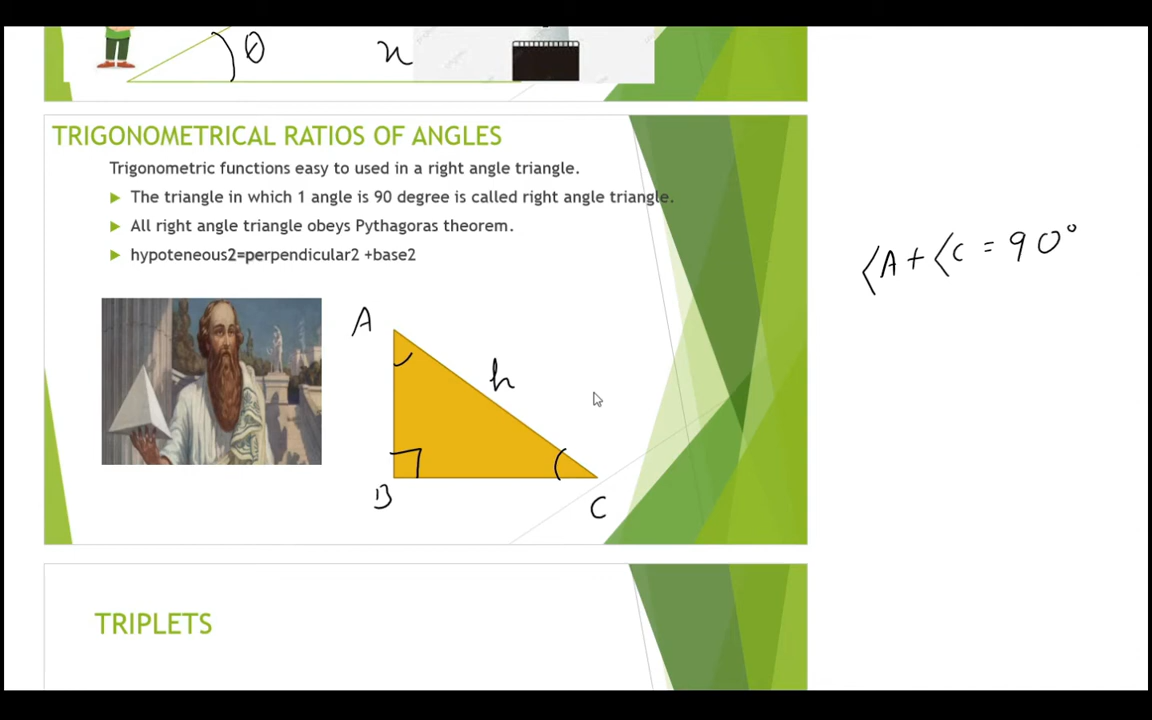 θ
x
TRIGONOMETRICAL RATIOS OF ANGLES
Trigonometric functions easy to used in a right angle triangle.
The triangle in which 1 angle is 90 degree is called right angle triangle.
All right angle triangle obeys Pythagoras theorem.
hypoteneous2=perpendicular2 +base2
<A + <C = 90°
A
h
B
C
TRIPLETS